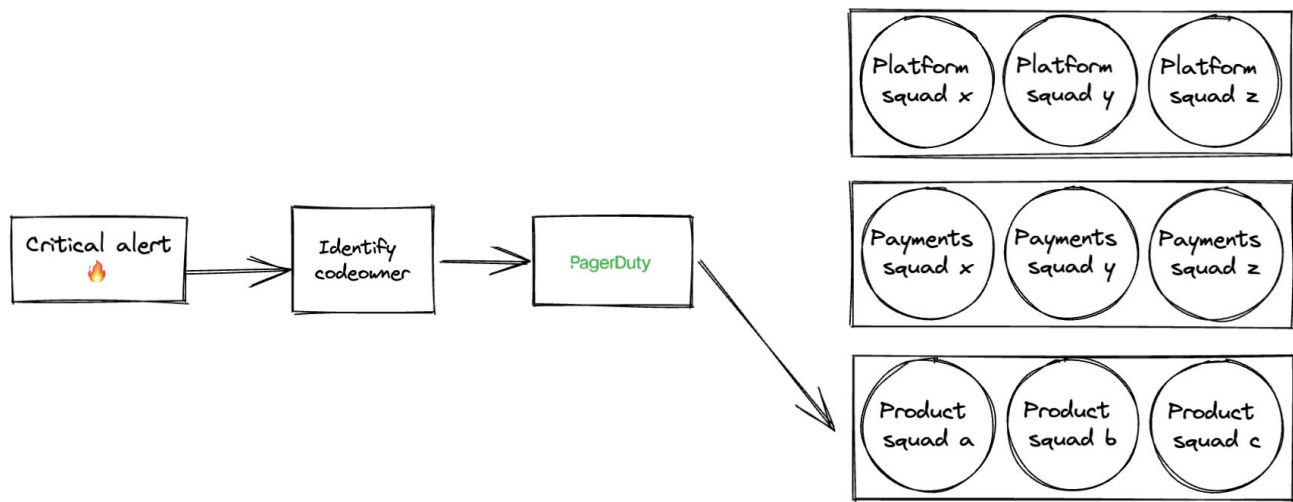 Critical alert
🔥
Identify
codeowner
PagerDuty
Platform
squad x
Platform
squad y
Platform
squad z
Payments
squad x
Payments
squad y
Payments
squad z
Product
squad a
Product
squad b
Product
squad c